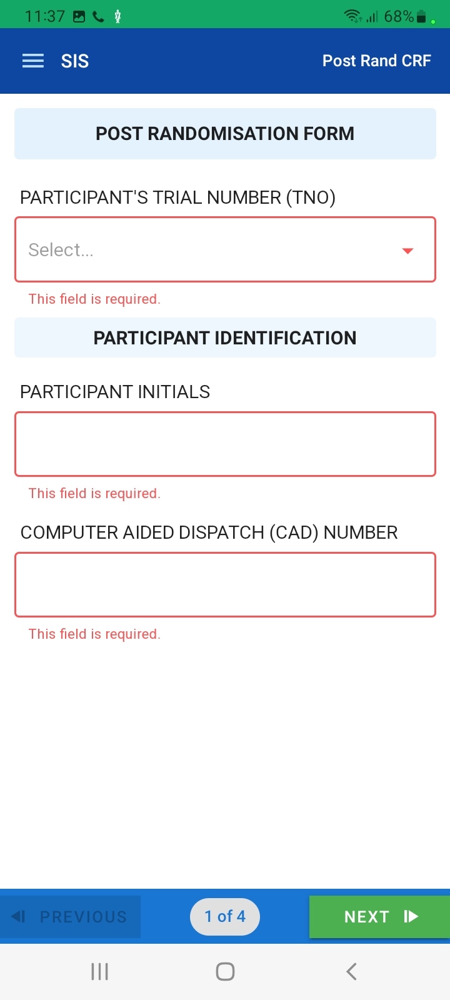 11:37 68%
SIS Post Rand CRF
POST RANDOMISATION FORM
PARTICIPANT'S TRIAL NUMBER (TNO)
Select...
This field is required.
PARTICIPANT IDENTIFICATION
PARTICIPANT INITIALS
This field is required.
COMPUTER AIDED DISPATCH (CAD) NUMBER
This field is required.
PREVIOUS 1 of 4 NEXT